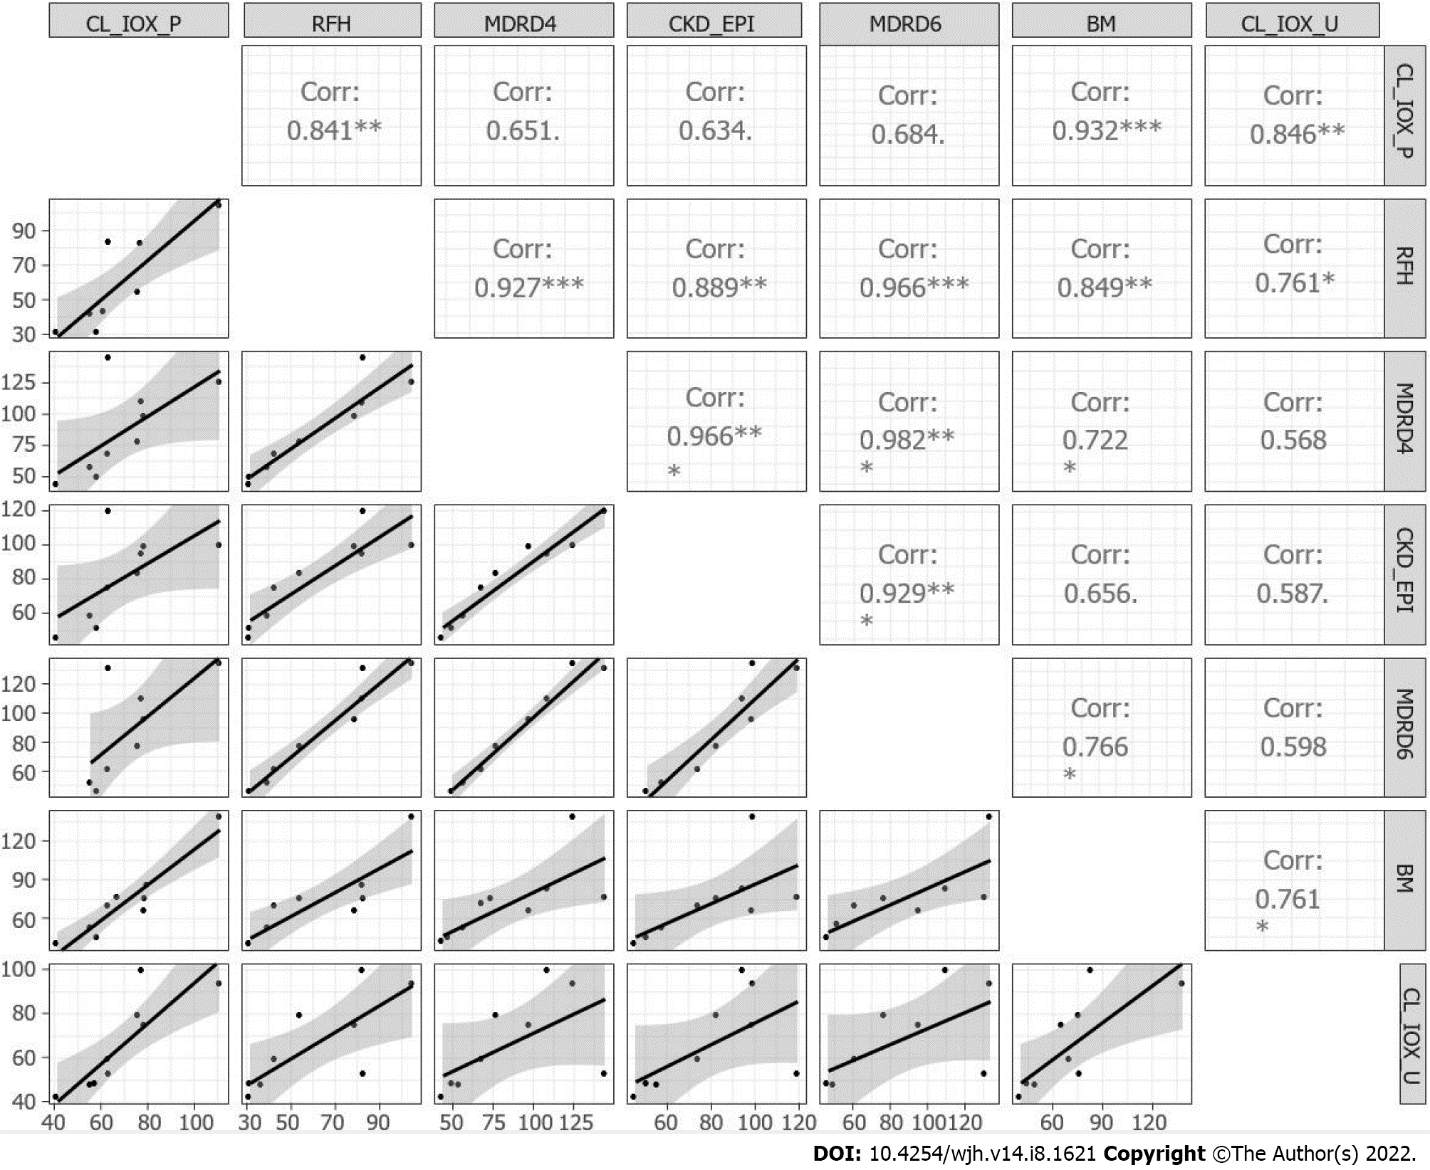 CL_IOX_P RFH MDRD4 CKD_EPI MDRD6 BM CL_IOX_U
Corr: Corr: Corr: Corr: Corr: Corr:
0.841** 0.651. 0.634. 0.684. 0.932*** 0.846**
CL_IOX_P
90
70
50
30
Corr: Corr: Corr: Corr: Corr:
0.927*** 0.889** 0.966*** 0.849** 0.761*
RFH
125
100
75
50
Corr: Corr: Corr: Corr:
0.966** 0.982** 0.722 0.568
* * *
MDRD4
120
100
80
60
Corr: Corr: Corr:
0.929** 0.656. 0.587.
*
CKD_EPI
120
100
80
60
Corr: Corr:
0.766 0.598
*
MDRD6
120
90
60
Corr:
0.761
*
BM
100
80
60
40
CL_IOX_U
40 60 80 100 30 50 70 90 50 75 100 125 60 80 100 120 60 80 100 120 60 90 120
DOI: 10.4254/wjh.v14.i8.1621 Copyright ©The Author(s) 2022.